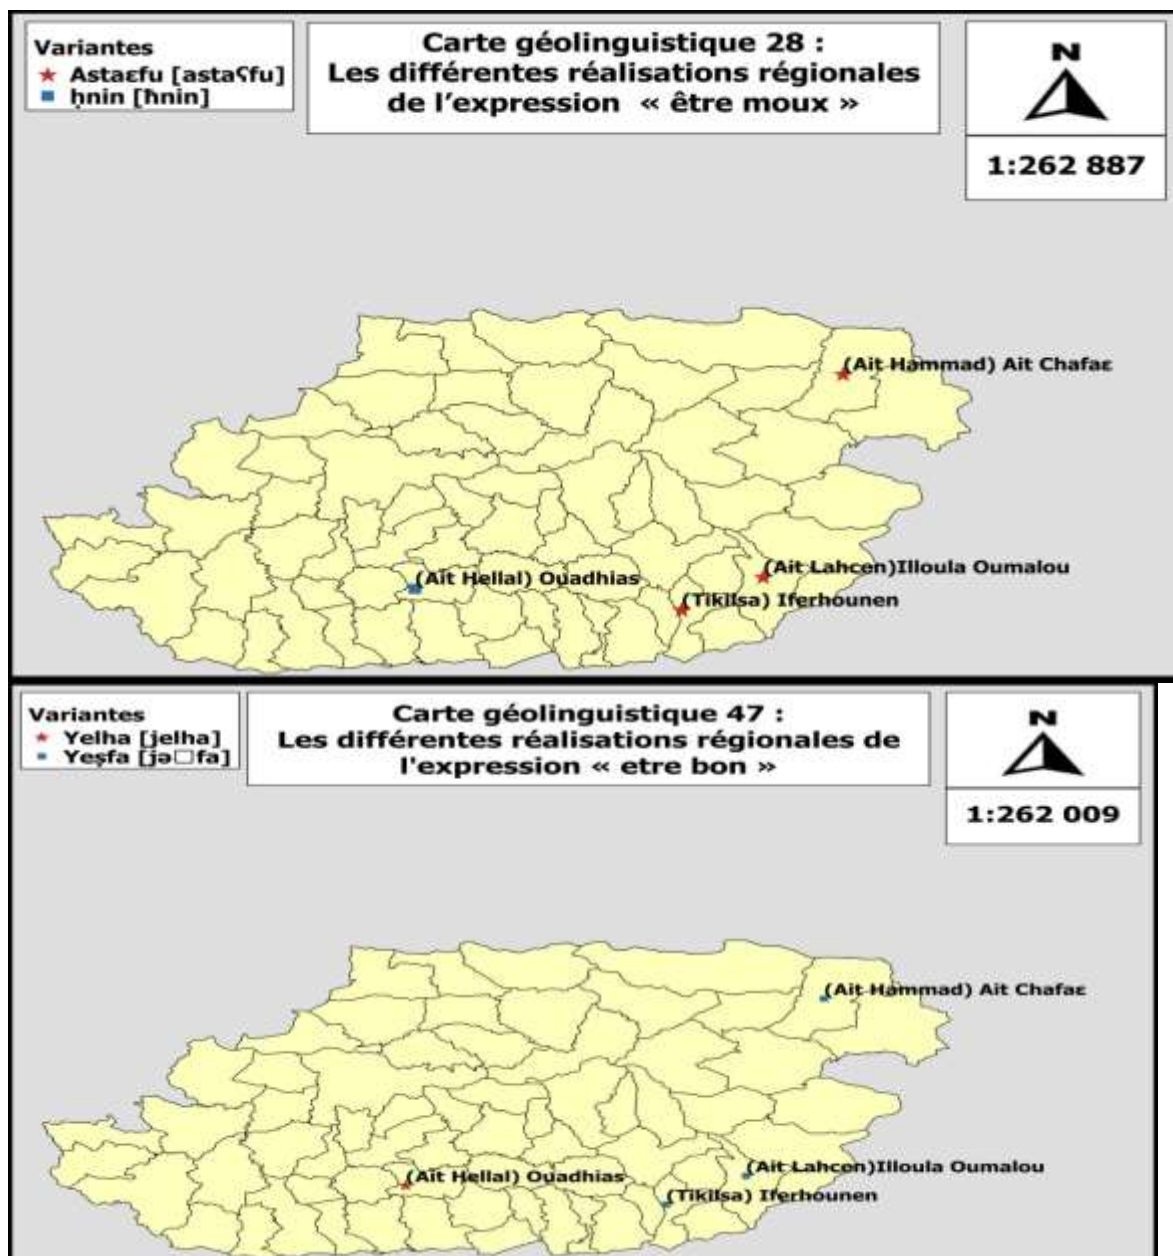 Variantes
Astaɛfu [astaʕfu]
ḥnin [ħnin]
Carte géolinguistique 28 :
Les différentes réalisations régionales
de l'expression « être moux »
N
1:262 887
(Ait Hammad) Ait Chafaɛ
(Ait Lahcen)Illoula Oumalou
(Aït Hellal) Ouadhias
(Tikilsa) Iferhounen
Variantes
Yelha [jelha]
Yeṣfa [jə□fa]
Carte géolinguistique 47 :
Les différentes réalisations régionales de
l'expression « etre bon »
N
1:262 009
(Ait Hammad) Ait Chafaɛ
(Ait Lahcen)Illoula Oumalou
(Aït Hellal) Ouadhias
(Tikilsa) Iferhounen